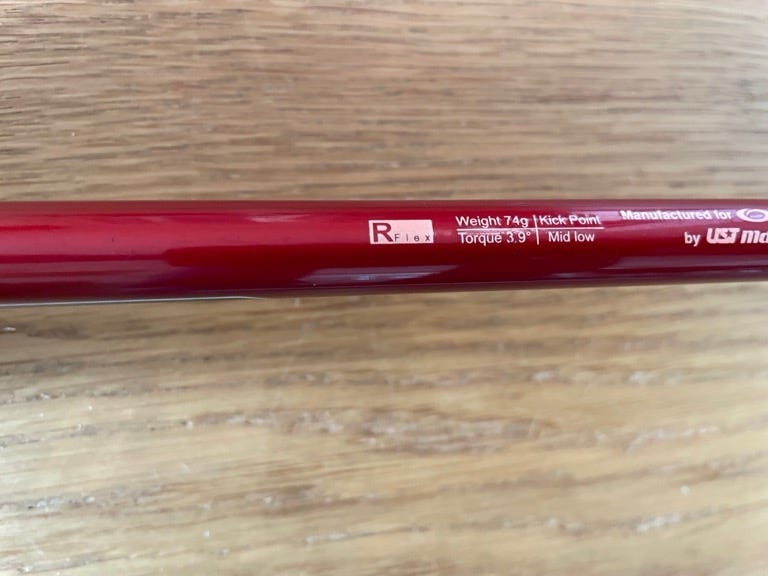 R Flex
Weight 74g | Kick Point
Torque 3.9° | Mid low
Manufactured for
by UST